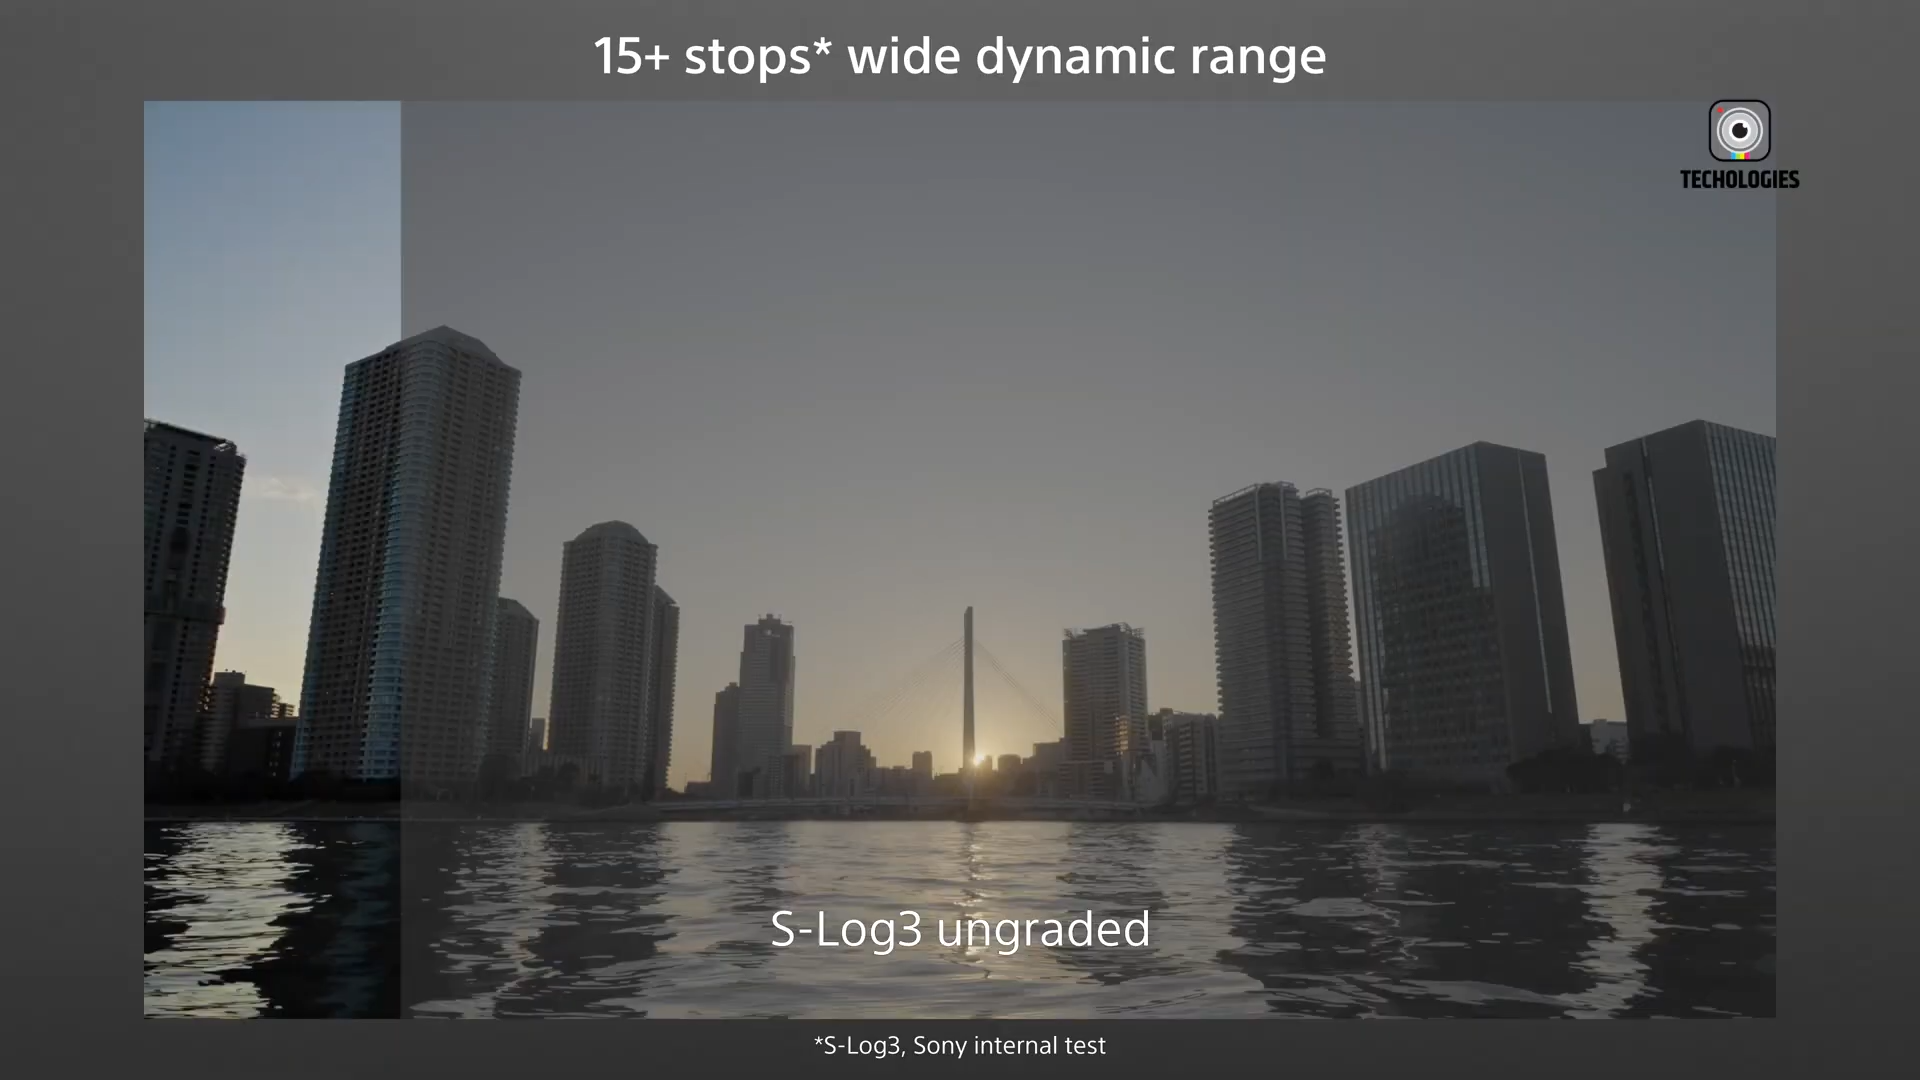 15+ stops* wide dynamic range
TECHOLOGIES
S-Log3 ungraded
*S-Log3, Sony internal test